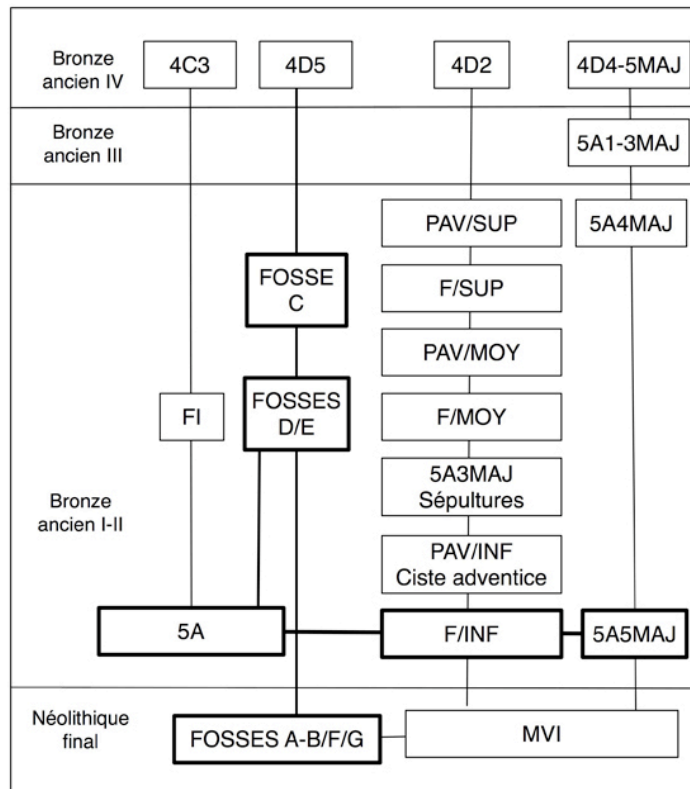 Bronze
ancien IV
4C3
4D5
4D2
4D4-5MAJ
Bronze
ancien III
5A1-3MAJ
PAV/SUP
5A4MAJ
FOSSE
C
F/SUP
PAV/MOY
FI
FOSSES
D/E
F/MOY
Bronze
ancien I-II
5A3MAJ
Sépultures
PAV/INF
Ciste adventice
5A
F/INF
5A5MAJ
Néolithique
final
FOSSES A-B/F/G
MVI